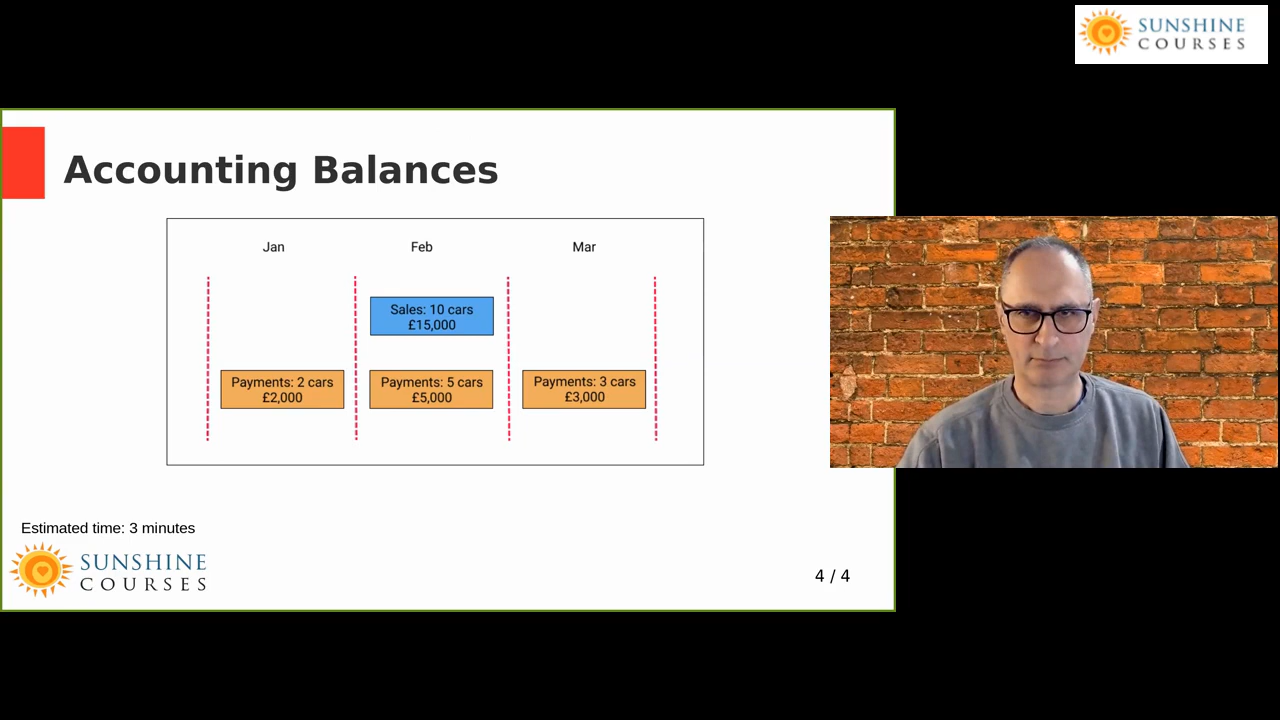 SUNSHINE
COURSES
Accounting Balances
Jan Feb Mar
Sales: 10 cars
£15,000
Payments: 2 cars
£2,000
Payments: 5 cars
£5,000
Payments: 3 cars
£3,000
Estimated time: 3 minutes
SUNSHINE
COURSES
4 / 4